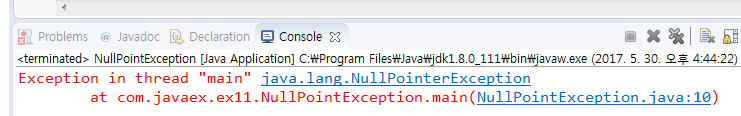 Problems @ Javadoc Declaration Console
<terminated> NullPointException [Java Application] C:₩Program Files₩Java₩jdk1.8.0_111₩bin₩javaw.exe (2017. 5. 30. 오후 4:44:22)
Exception in thread "main" java.lang.NullPointerException
at com.javaex.ex11.NullPointException.main(NullPointException.java:10)